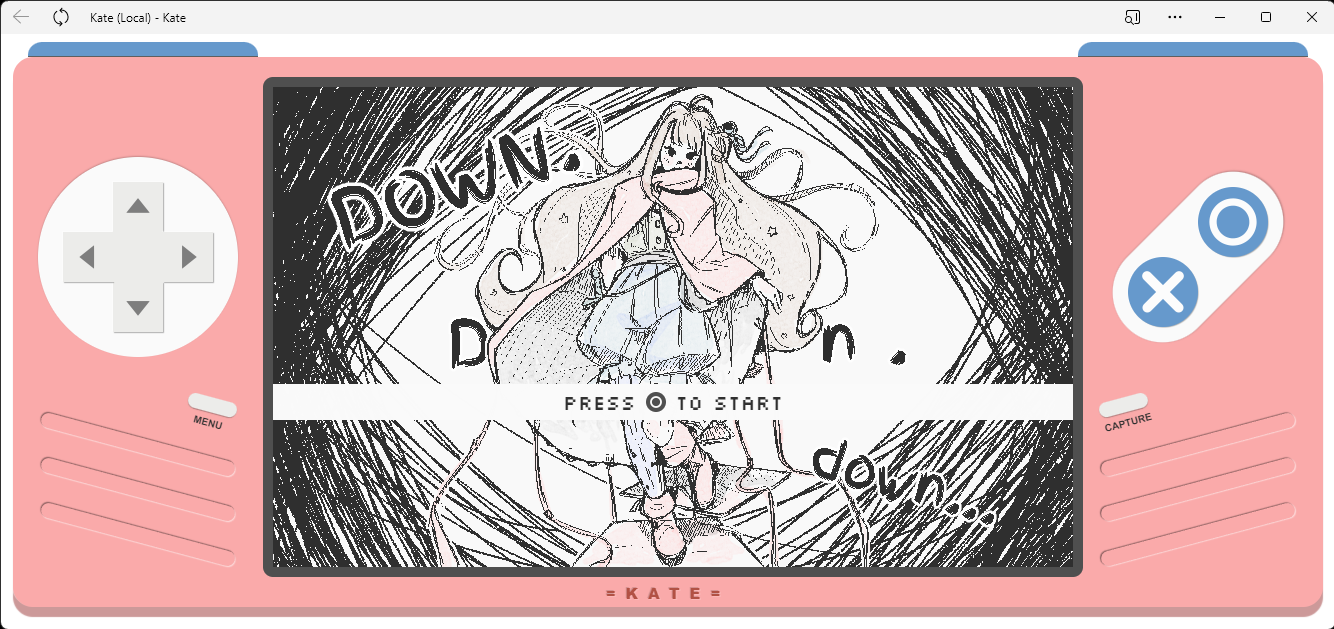 Kate (Local) - Kate
DOWN.
n.
PRESS TO START
MENU
CAPTURE
down...
= K A T E =